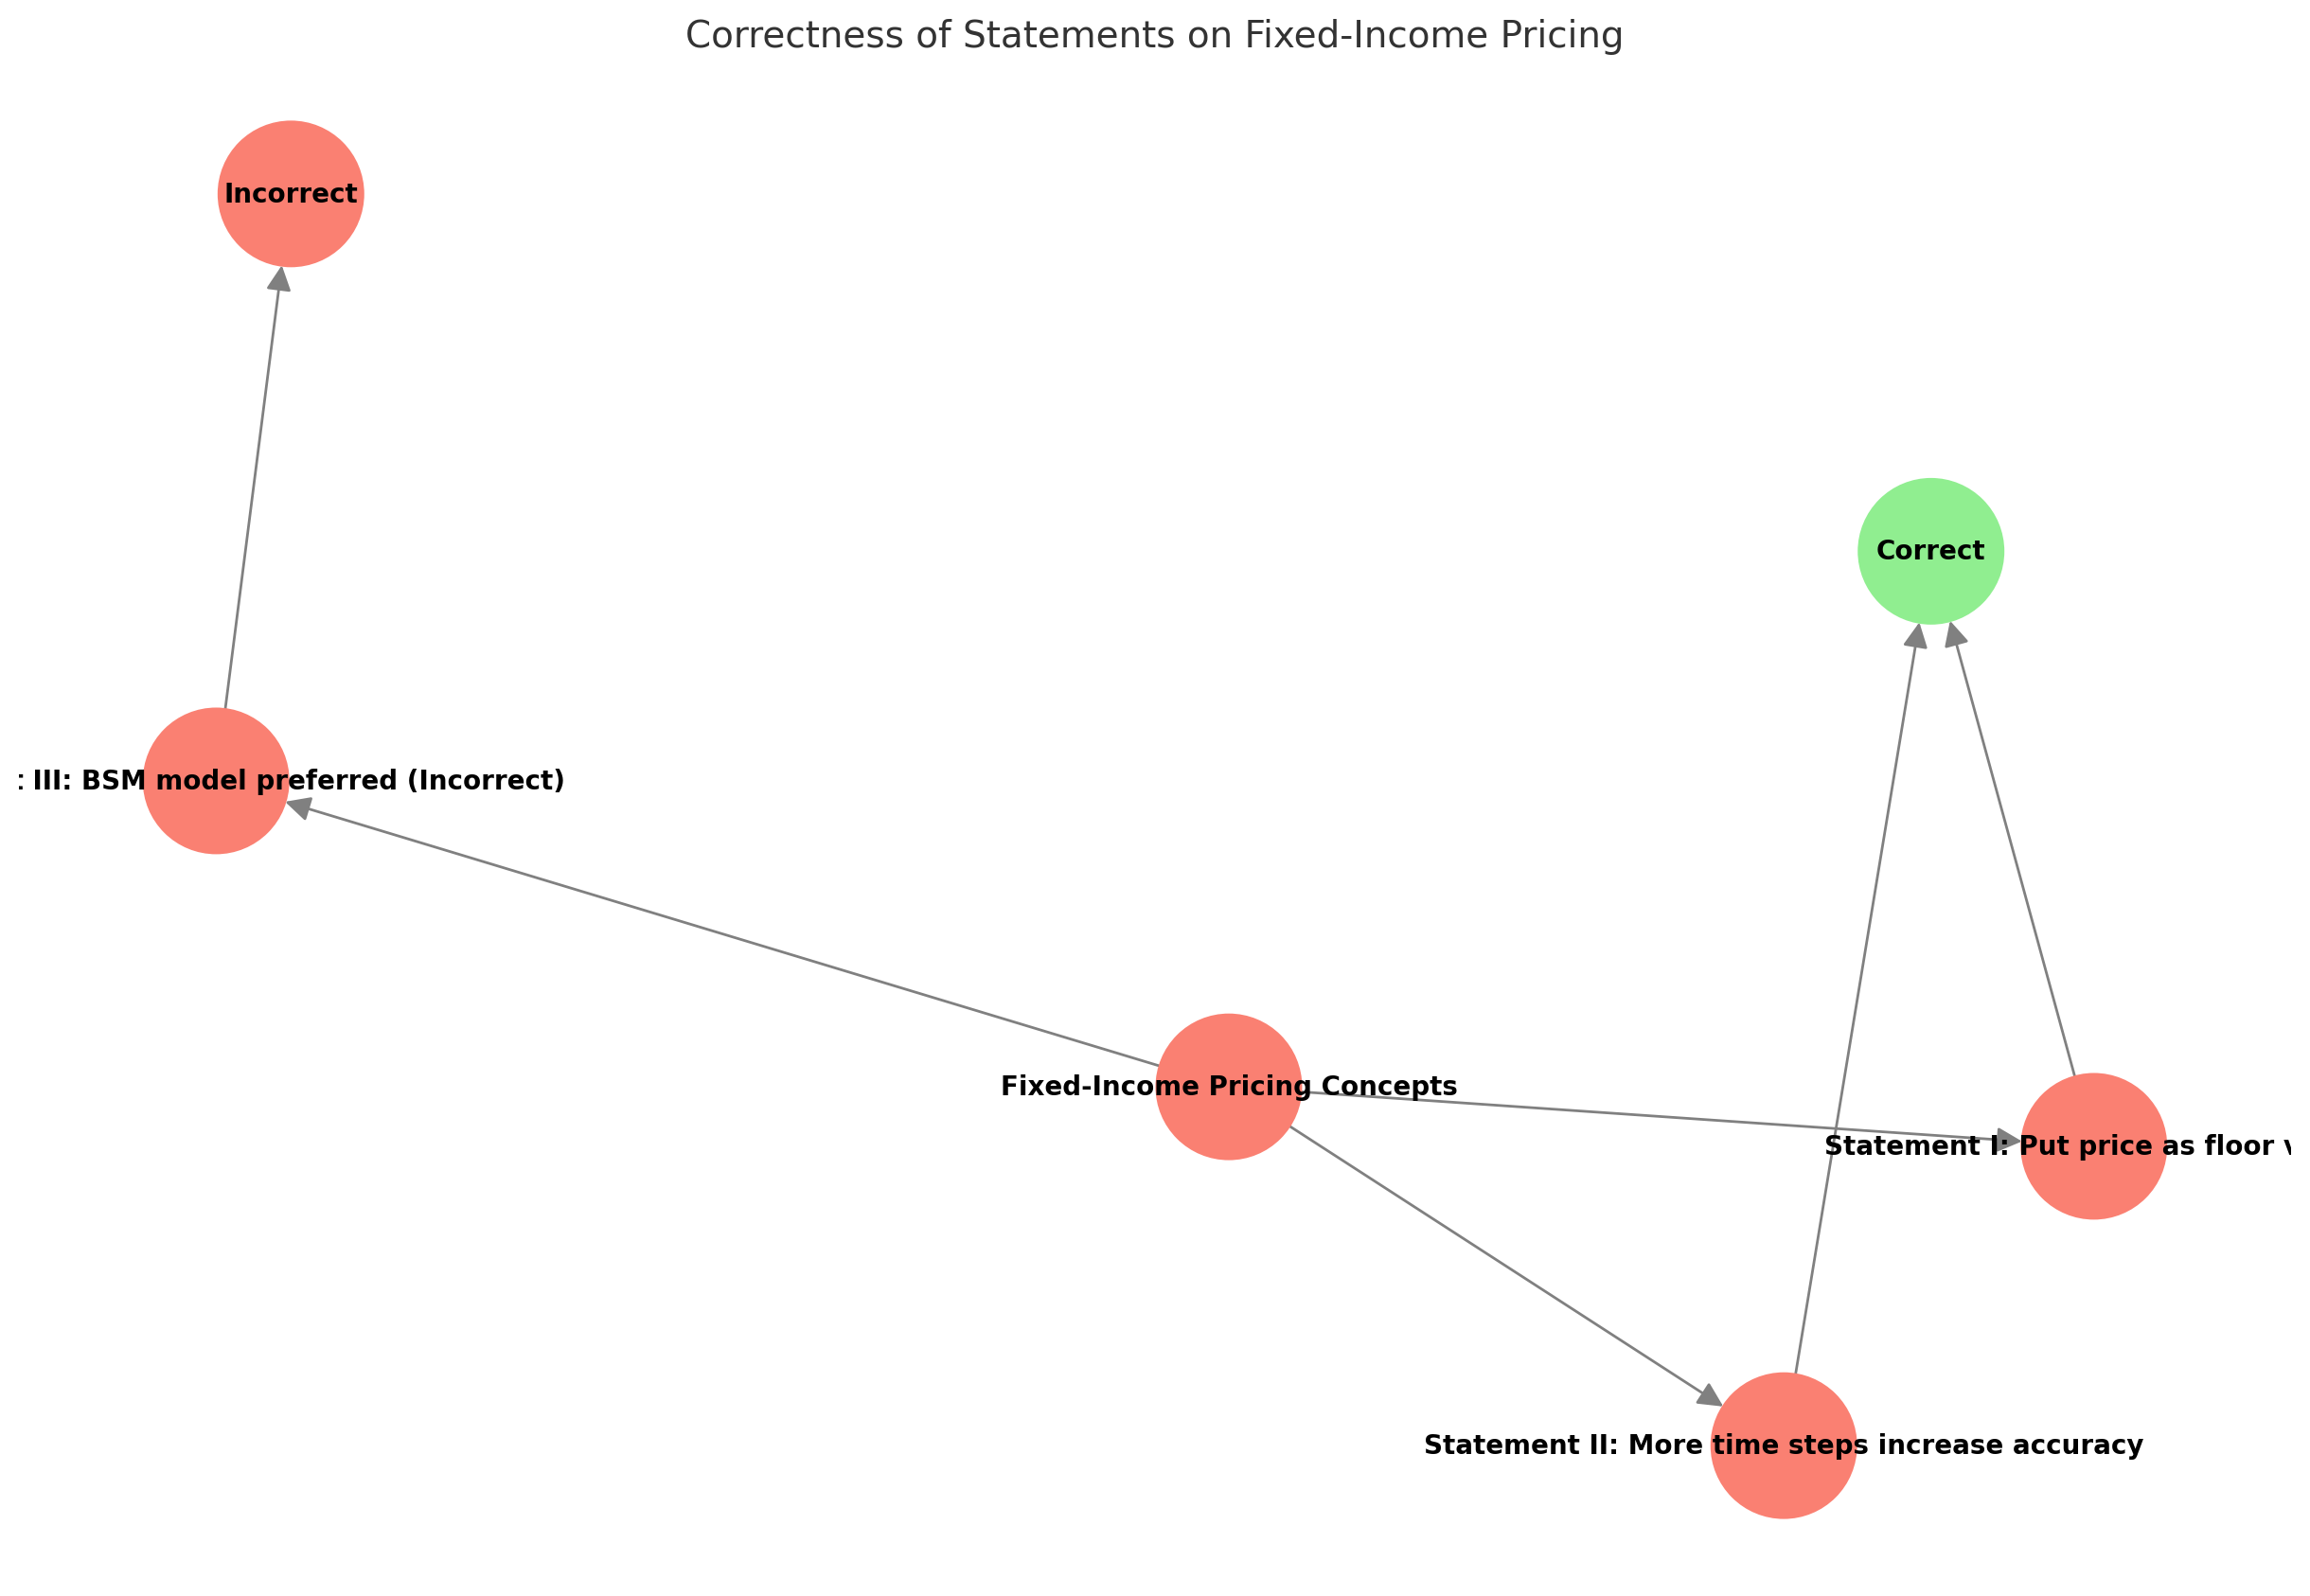 Correctness of Statements on Fixed-Income Pricing
Incorrect
Correct
: III: BSM model preferred (Incorrect)
Fixed-Income Pricing Concepts
Statement I: Put price as floor v
Statement II: More time steps increase accuracy